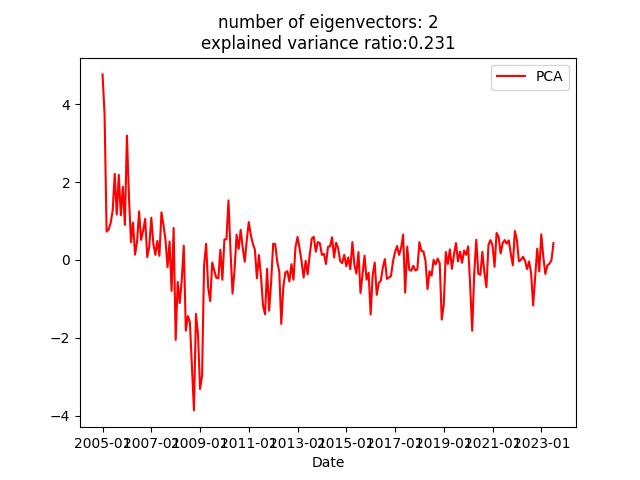 number of eigenvectors: 2
explained variance ratio:0.231
PCA
4
2
0
−2
−4
2005-01 2007-01 2009-01 2011-01 2013-01 2015-01 2017-01 2019-01 2021-01 2023-01
Date